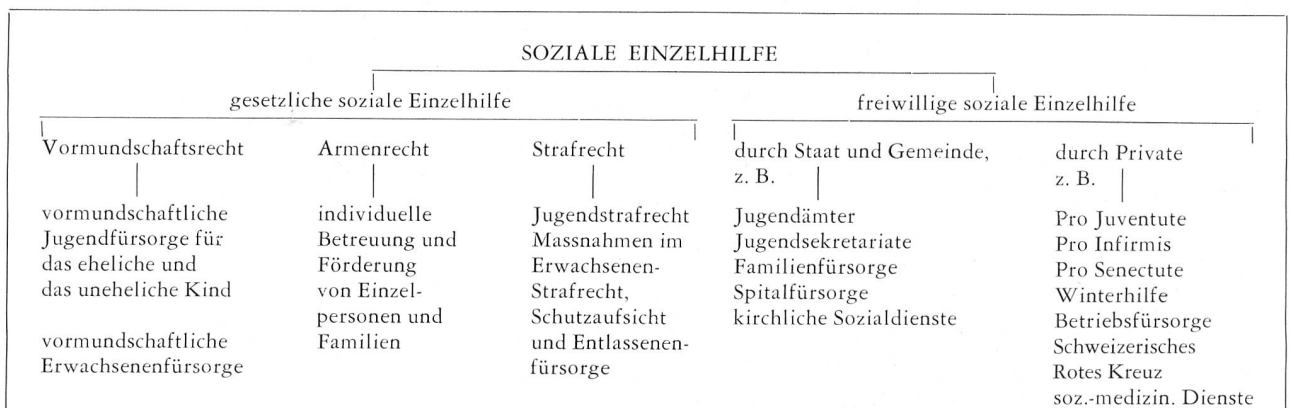 SOZIALE EINZELHILFE
gesetzliche soziale Einzelhilfe
freiwillige soziale Einzelhilfe
Vormundschaftsrecht
vormundschaftliche
Jugendfürsorge für
das eheliche und
das uneheliche Kind
vormundschaftliche
Erwachsenenfürsorge
Armenrecht
individuelle
Betreuung und
Förderung
von Einzel-
personen und
Familien
Strafrecht
Jugendstrafrecht
Massnahmen im
Erwachsenen-
Strafrecht,
Schutzaufsicht
und Entlassenen-
fürsorge
durch Staat und Gemeinde,
z. B.
Jugendämter
Jugendsekretariate
Familienfürsorge
Spitalfürsorge
kirchliche Sozialdienste
durch Private
z. B.
Pro Juventute
Pro Infirmis
Pro Senectute
Winterhilfe
Betriebsfürsorge
Schweizerisches
Rotes Kreuz
soz.-medizin. Dienste